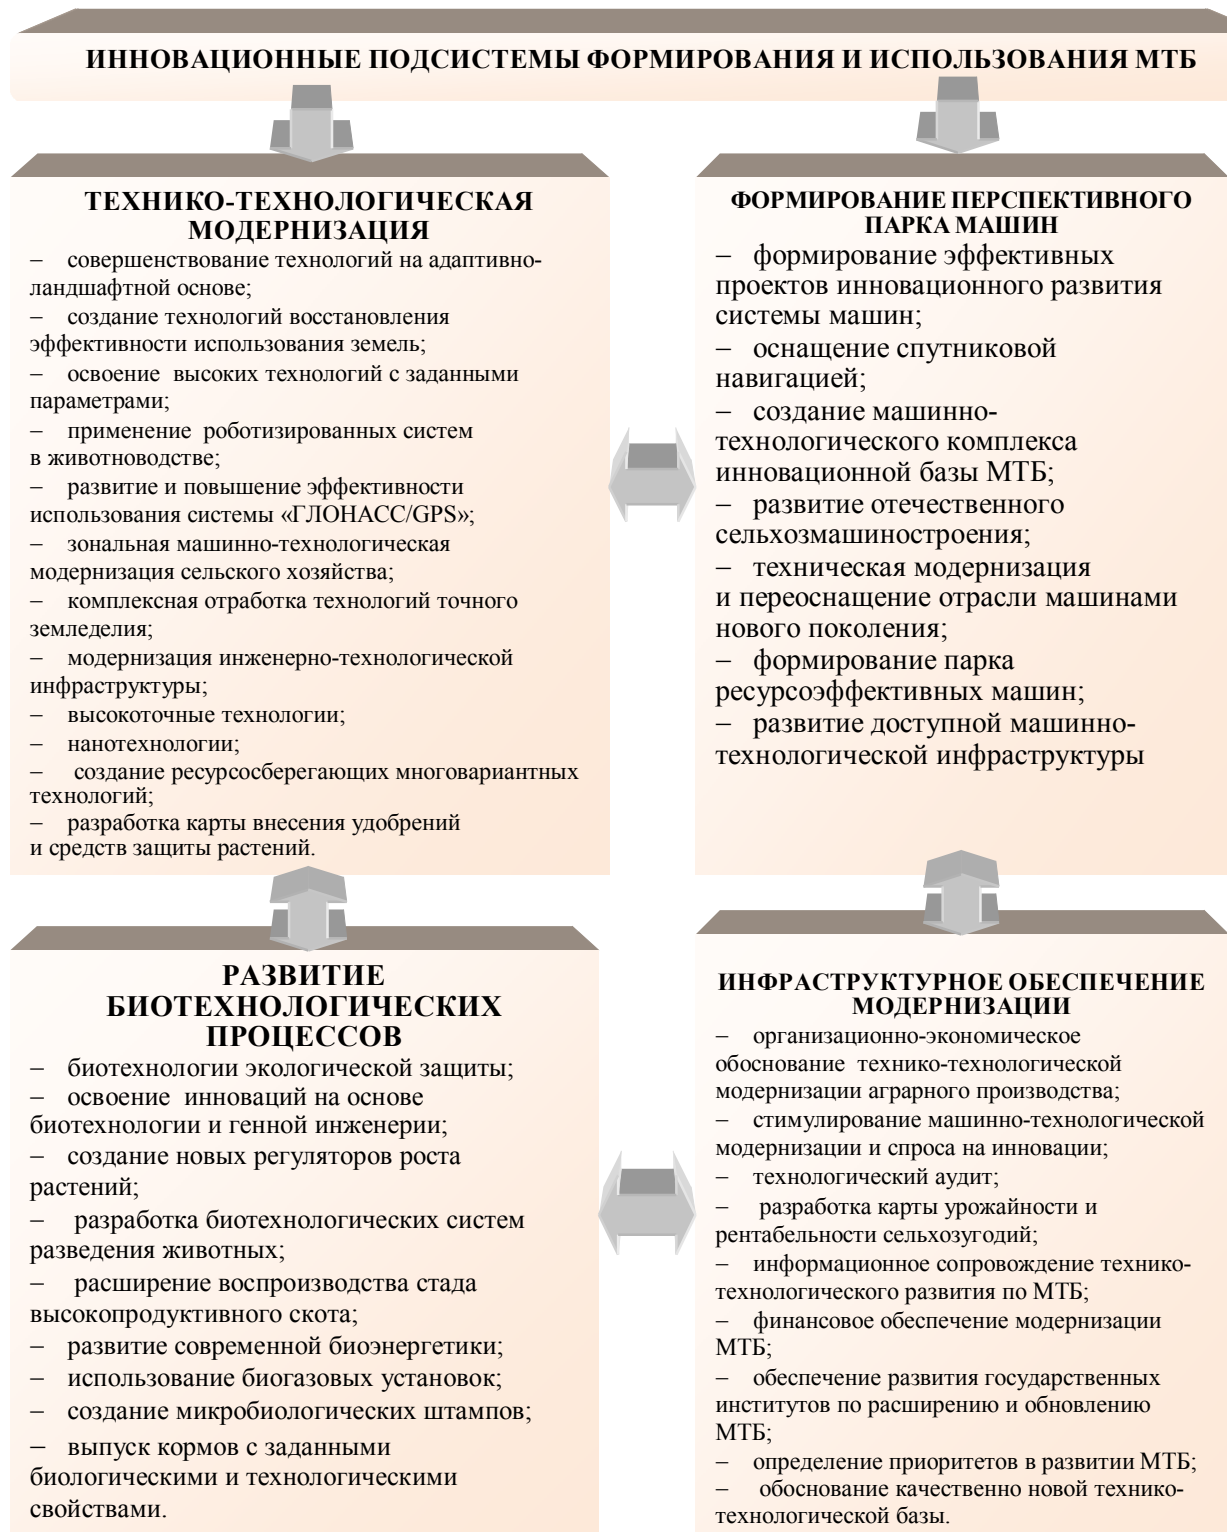 ИННОВАЦИОННЫЕ ПОДСИСТЕМЫ ФОРМИРОВАНИЯ И ИСПОЛЬЗОВАНИЯ МТБ
ТЕХНИКО-ТЕХНОЛОГИЧЕСКАЯ
МОДЕРНИЗАЦИЯ
– совершенствование технологий на адаптивно-
ландшафтной основе;
– создание технологий восстановления
эффективности использования земель;
– освоение высоких технологий с заданными
параметрами;
– применение роботизированных систем
в животноводстве;
– развитие и повышение эффективности
использования системы «ГЛОНАСС/GPS»;
– зональная машинно-технологическая
модернизация сельского хозяйства;
– комплексная отработка технологий точного
земледелия;
– модернизация инженерно-технологической
инфраструктуры;
– высокоточные технологии;
– нанотехнологии;
– создание ресурсосберегающих многовариантных
технологий;
– разработка карты внесения удобрений
и средств защиты растений.
ФОРМИРОВАНИЕ ПЕРСПЕКТИВНОГО
ПАРКА МАШИН
– формирование эффективных
проектов инновационного развития
системы машин;
– оснащение спутниковой
навигацией;
– создание машинно-
технологического комплекса
инновационной базы МТБ;
– развитие отечественного
сельхозмашиностроения;
– техническая модернизация
и переоснащение отрасли машинами
нового поколения;
– формирование парка
ресурсоэффективных машин;
– развитие доступной машинно-
технологической инфраструктуры
РАЗВИТИЕ
БИОТЕХНОЛОГИЧЕСКИХ
ПРОЦЕССОВ
– биотехнологии экологической защиты;
– освоение инноваций на основе
биотехнологии и генной инженерии;
– создание новых регуляторов роста
растений;
– разработка биотехнологических систем
разведения животных;
– расширение воспроизводства стада
высокопродуктивного скота;
– развитие современной биоэнергетики;
– использование биогазовых установок;
– создание микробиологических штампов;
– выпуск кормов с заданными
биологическими и технологическими
свойствами.
ИНФРАСТРУКТУРНОЕ ОБЕСПЕЧЕНИЕ
МОДЕРНИЗАЦИИ
– организационно-экономическое
обоснование технико-технологической
модернизации аграрного производства;
– стимулирование машинно-технологической
модернизации и спроса на инновации;
– технологический аудит;
– разработка карты урожайности и
рентабельности сельхозугодий;
– информационное сопровождение технико-
технологического развития по МТБ;
– финансовое обеспечение модернизации
МТБ;
– обеспечение развития государственных
институтов по расширению и обновлению
МТБ;
– определение приоритетов в развитии МТБ;
– обоснование качественно новой технико-
технологической базы.